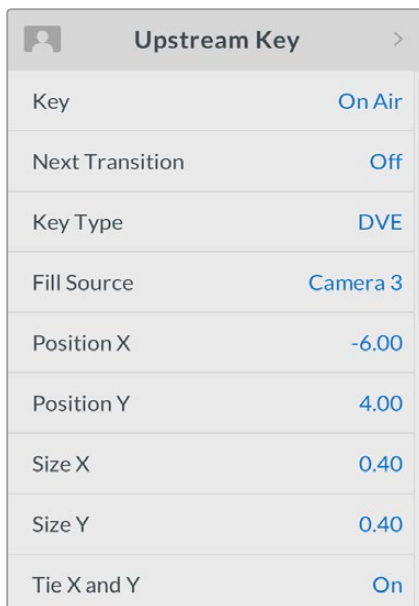 Upstream Key
Key On Air
Next Transition Off
Key Type DVE
Fill Source Camera 3
Position X -6.00
Position Y 4.00
Size X 0.40
Size Y 0.40
Tie X and Y On